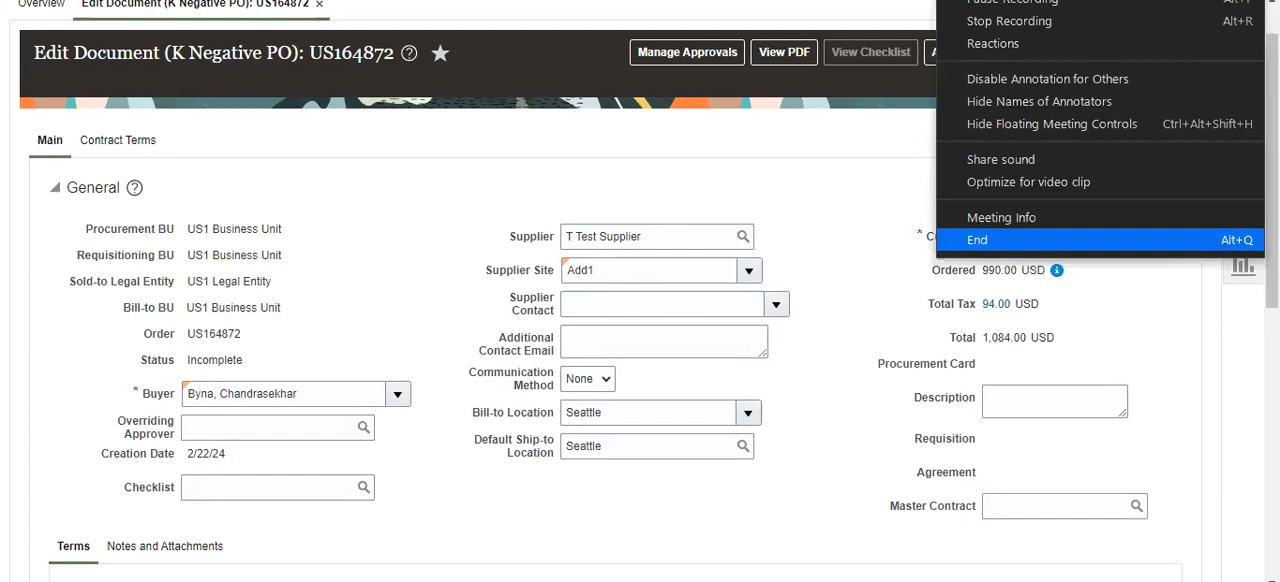 Overview
Edit Document (K Negative PO): US164872 ×
Edit Document (K Negative PO): US164872
Manage Approvals
View PDF
View Checklist
A
Pause Recording Alt+P
Stop Recording Alt+R
Reactions
Disable Annotation for Others
Hide Names of Annotators
Hide Floating Meeting Controls Ctrl+Alt+Shift+H
Share sound
Optimize for video clip
Meeting Info
End Alt+Q
Main
Contract Terms
General
Procurement BU US1 Business Unit
Requisitioning BU US1 Business Unit
Sold-to Legal Entity US1 Legal Entity
Bill-to BU US1 Business Unit
Order US164872
Status Incomplete
* Buyer Byna, Chandrasekhar
Overriding
Approver
Creation Date 2/22/24
Checklist
Supplier T Test Supplier
Supplier Site Add1
Supplier
Contact
Additional
Contact Email
Communication
Method None
Bill-to Location Seattle
Default Ship-to
Location Seattle
* Cu
Ordered 990.00 USD
Total Tax 94.00 USD
Total 1,084.00 USD
Procurement Card
Description
Requisition
Agreement
Master Contract
Terms
Notes and Attachments